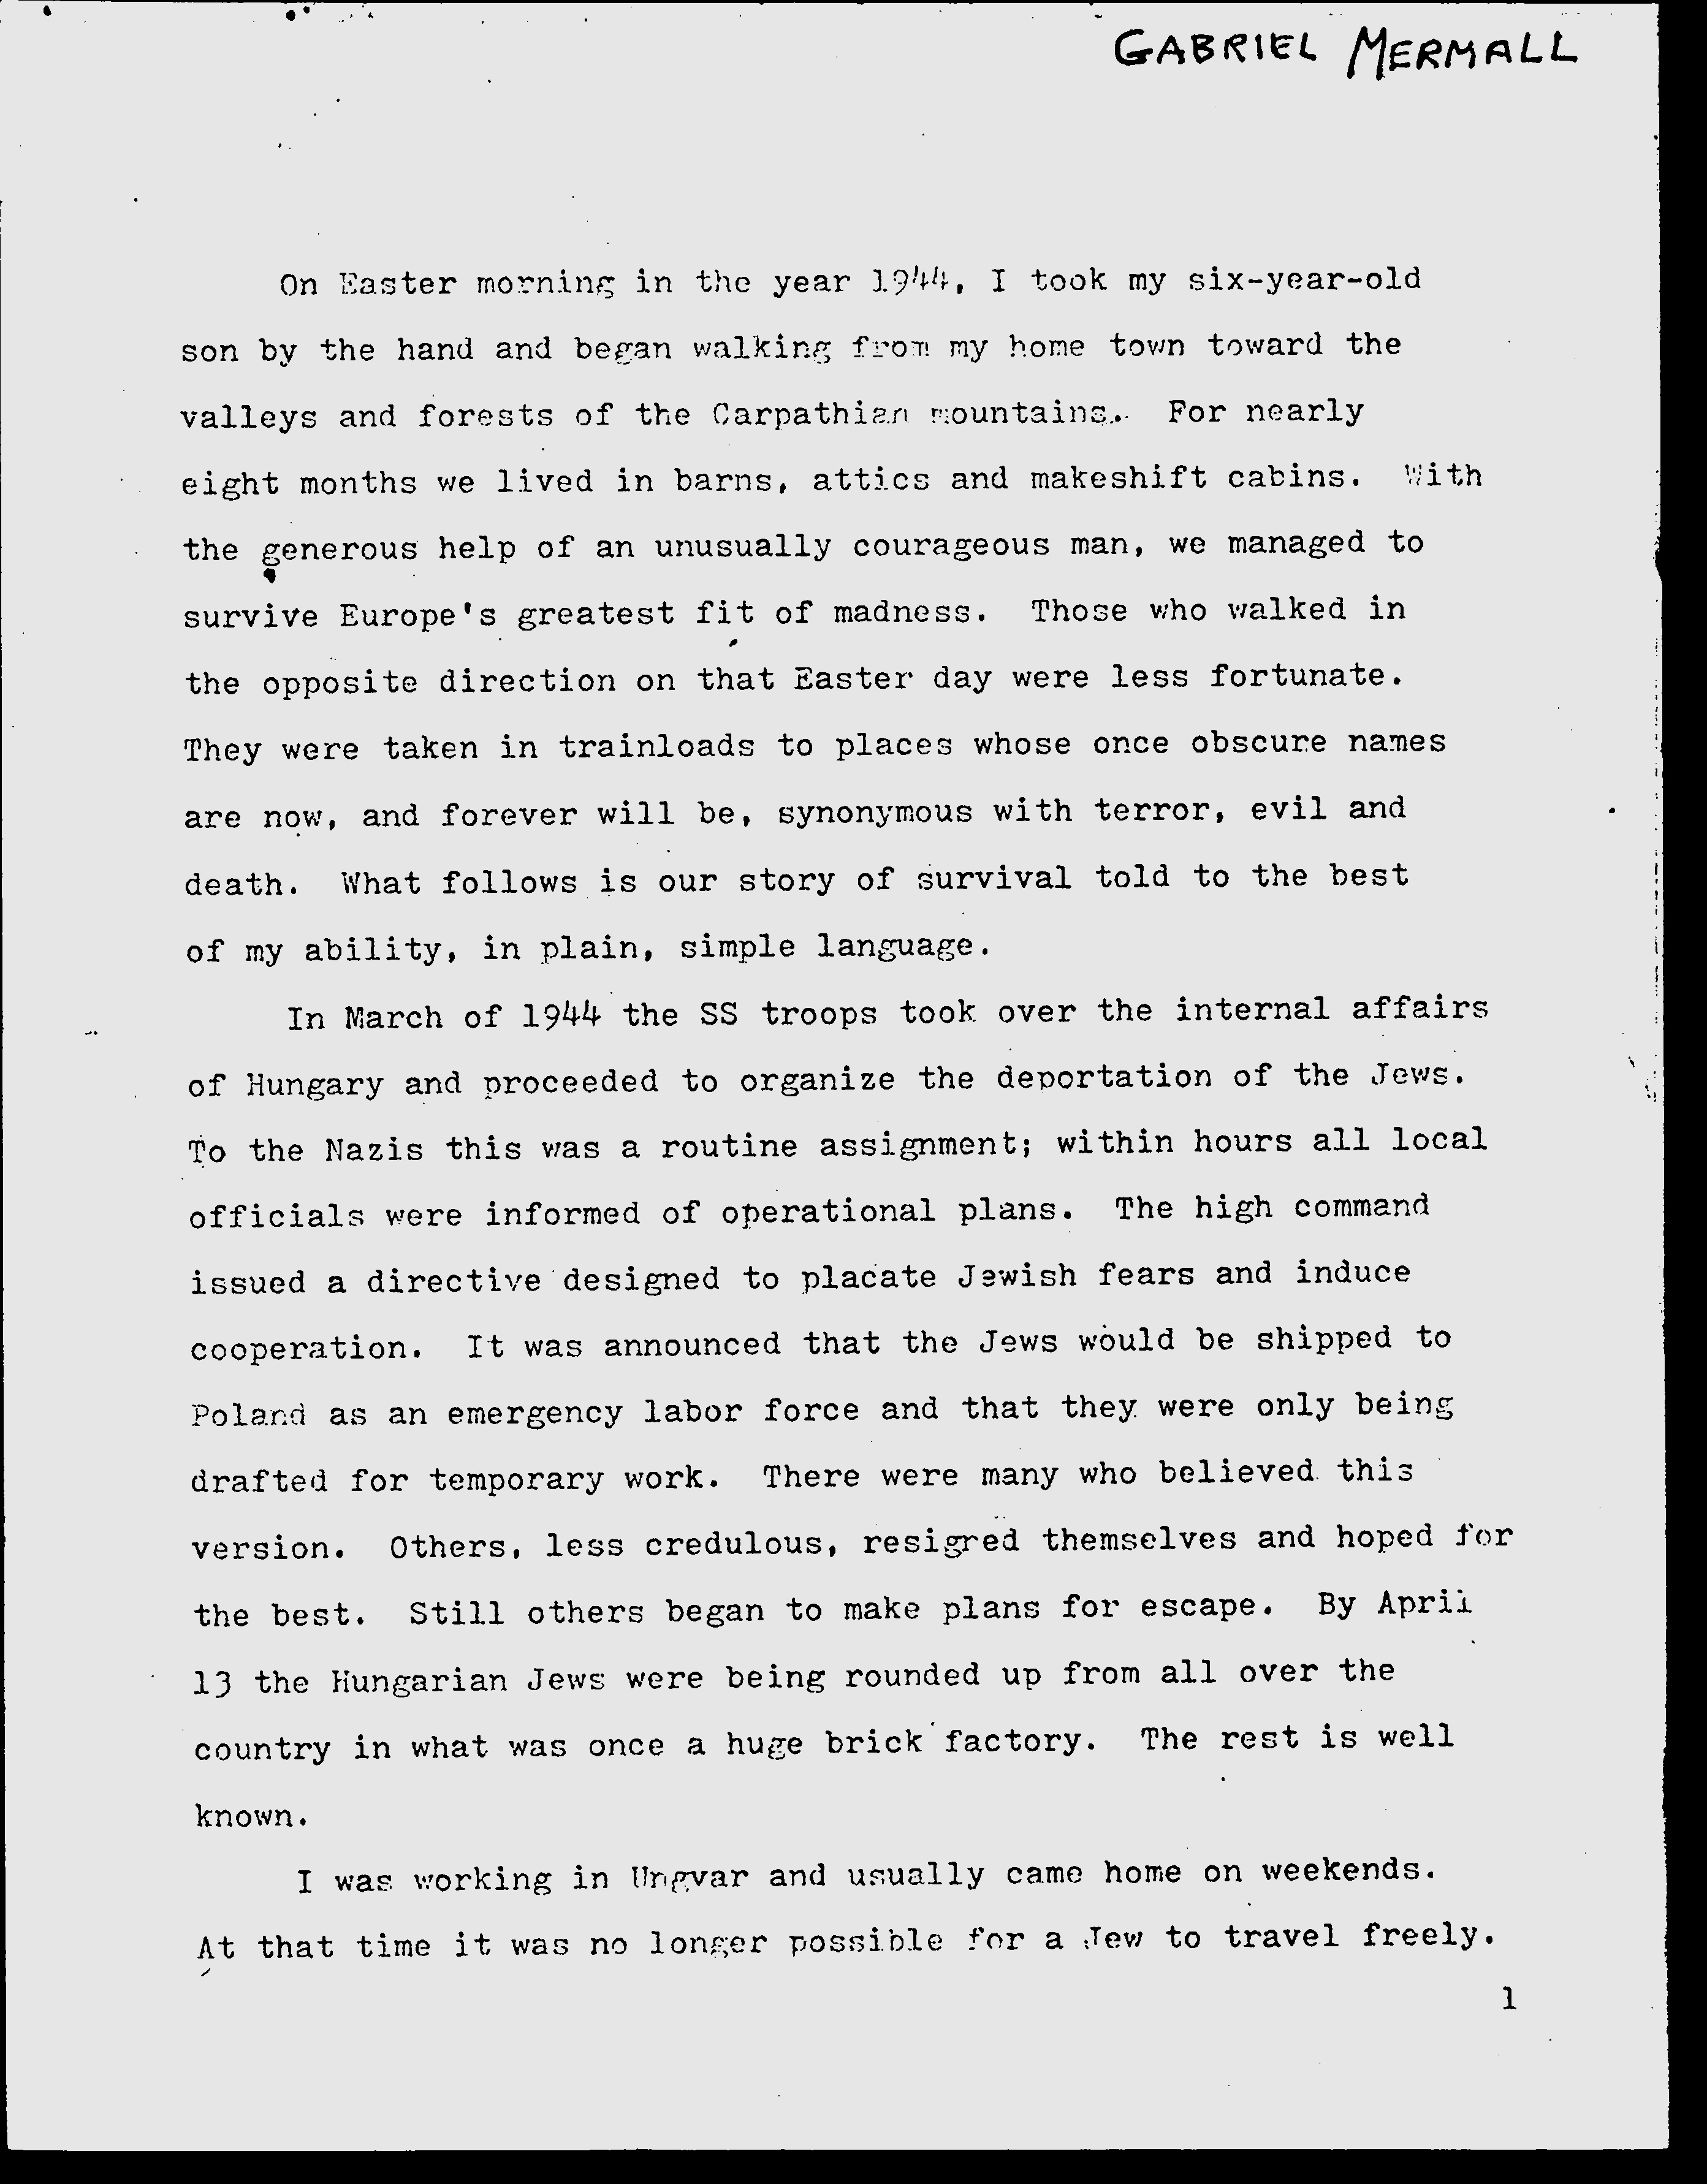 GABRIEL MERMALL
On Easter morning in the year 1944, I took my six-year-old
son by the hand and began walking from my home town toward the
valleys and forests of the Carpathian mountains. For nearly
eight months we lived in barns, attics and makeshift cabins. With
the generous help of an unusually courageous man, we managed to
survive Europe's greatest fit of madness. Those who walked in
the opposite direction on that Easter day were less fortunate.
They were taken in trainloads to places whose once obscure names
are now, and forever will be, synonymous with terror, evil and
death. What follows is our story of survival told to the best
of my ability, in plain, simple language.
In March of 1944 the SS troops took over the internal affairs
of Hungary and proceeded to organize the deportation of the Jews.
To the Nazis this was a routine assignment; within hours all local
officials were informed of operational plans. The high command
issued a directive designed to placate Jewish fears and induce
cooperation. It was announced that the Jews would be shipped to
Poland as an emergency labor force and that they were only being
drafted for temporary work. There were many who believed this
version. Others, less credulous, resigned themselves and hoped for
the best. Still others began to make plans for escape. By April
13 the Hungarian Jews were being rounded up from all over the
country in what was once a huge brick factory. The rest is well
known.
I was working in Ungvar and usually came home on weekends.
At that time it was no longer possible for a Jew to travel freely.
1